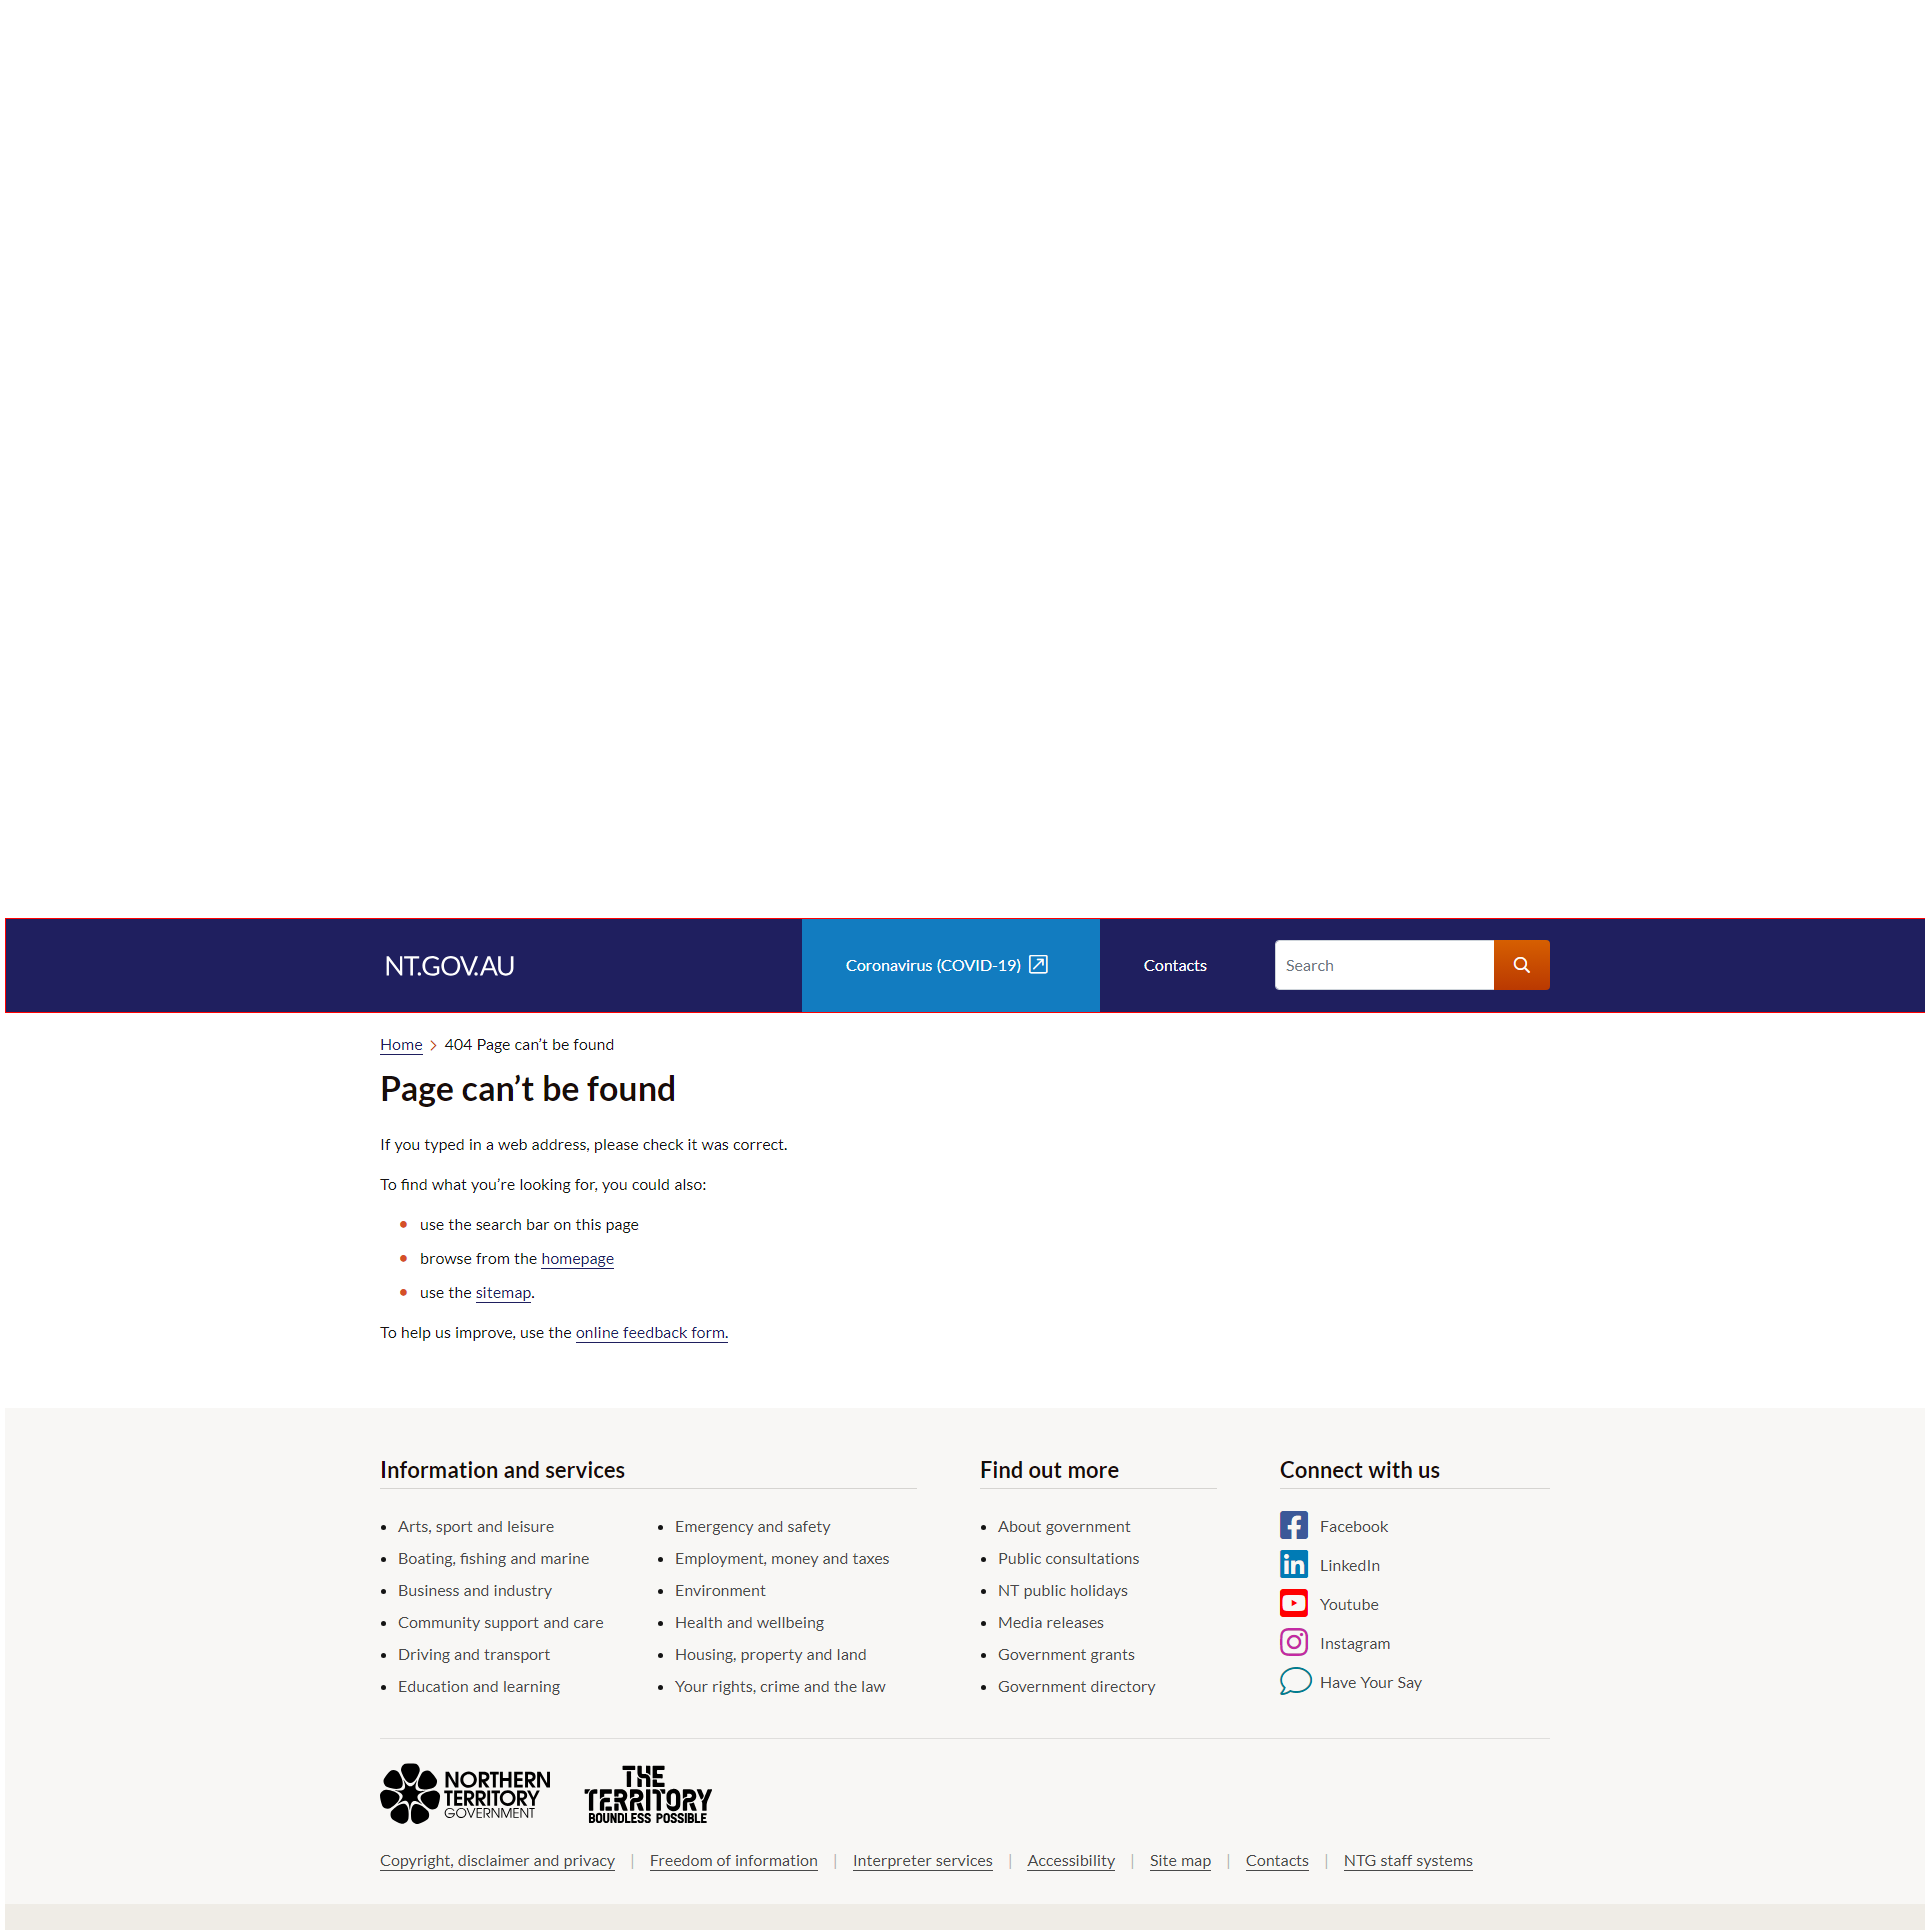 NT.GOV.AU
Coronavirus (COVID-19)
Contacts
Search
Home > 404 Page can’t be found
Page can’t be found
If you typed in a web address, please check it was correct.
To find what you’re looking for, you could also:
use the search bar on this page
browse from the homepage
use the sitemap.
To help us improve, use the online feedback form.
Information and services
Arts, sport and leisure
Boating, fishing and marine
Business and industry
Community support and care
Driving and transport
Education and learning
Emergency and safety
Employment, money and taxes
Environment
Health and wellbeing
Housing, property and land
Your rights, crime and the law
Find out more
About government
Public consultations
NT public holidays
Media releases
Government grants
Government directory
Connect with us
Facebook
LinkedIn
Youtube
Instagram
Have Your Say
NORTHERN
TERRITORY
GOVERNMENT
THE
TERRITORY
BOUNDLESS POSSIBLE
Copyright, disclaimer and privacy | Freedom of information | Interpreter services | Accessibility | Site map | Contacts | NTG staff systems